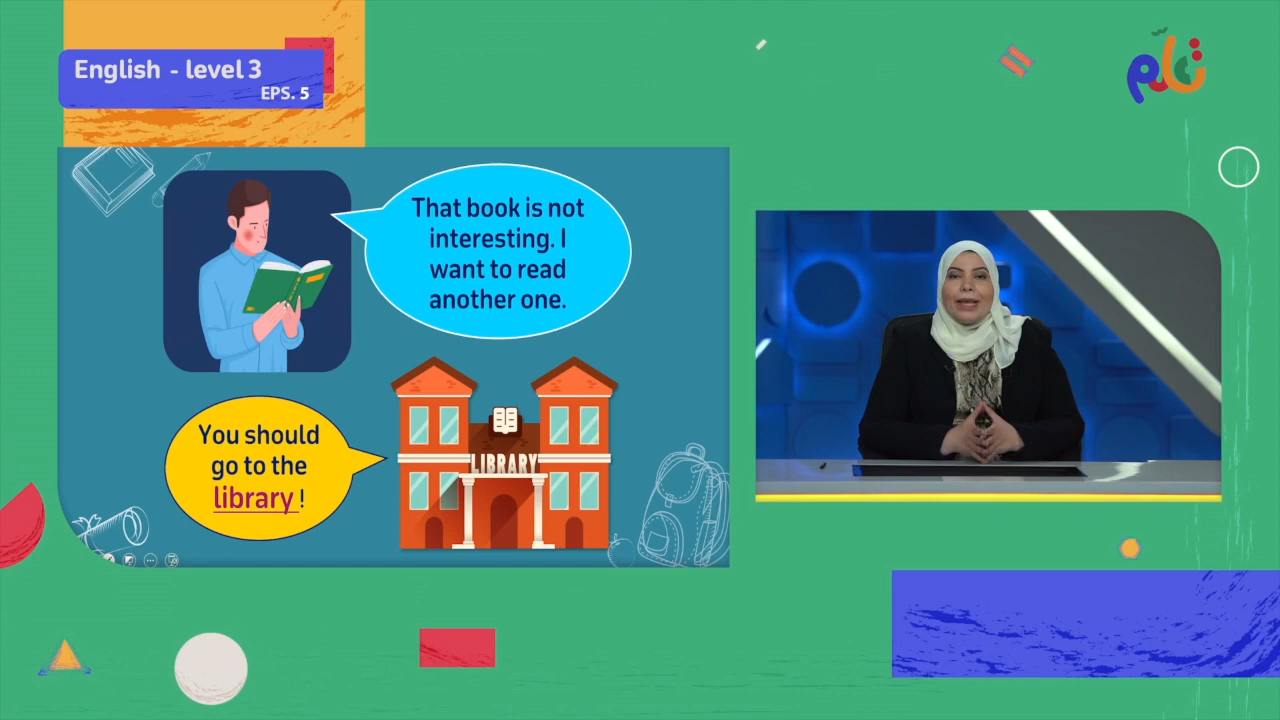 English - level 3
EPS. 5
That book is not
interesting. I
want to read
another one.
You should
go to the
library !
LIBRARY